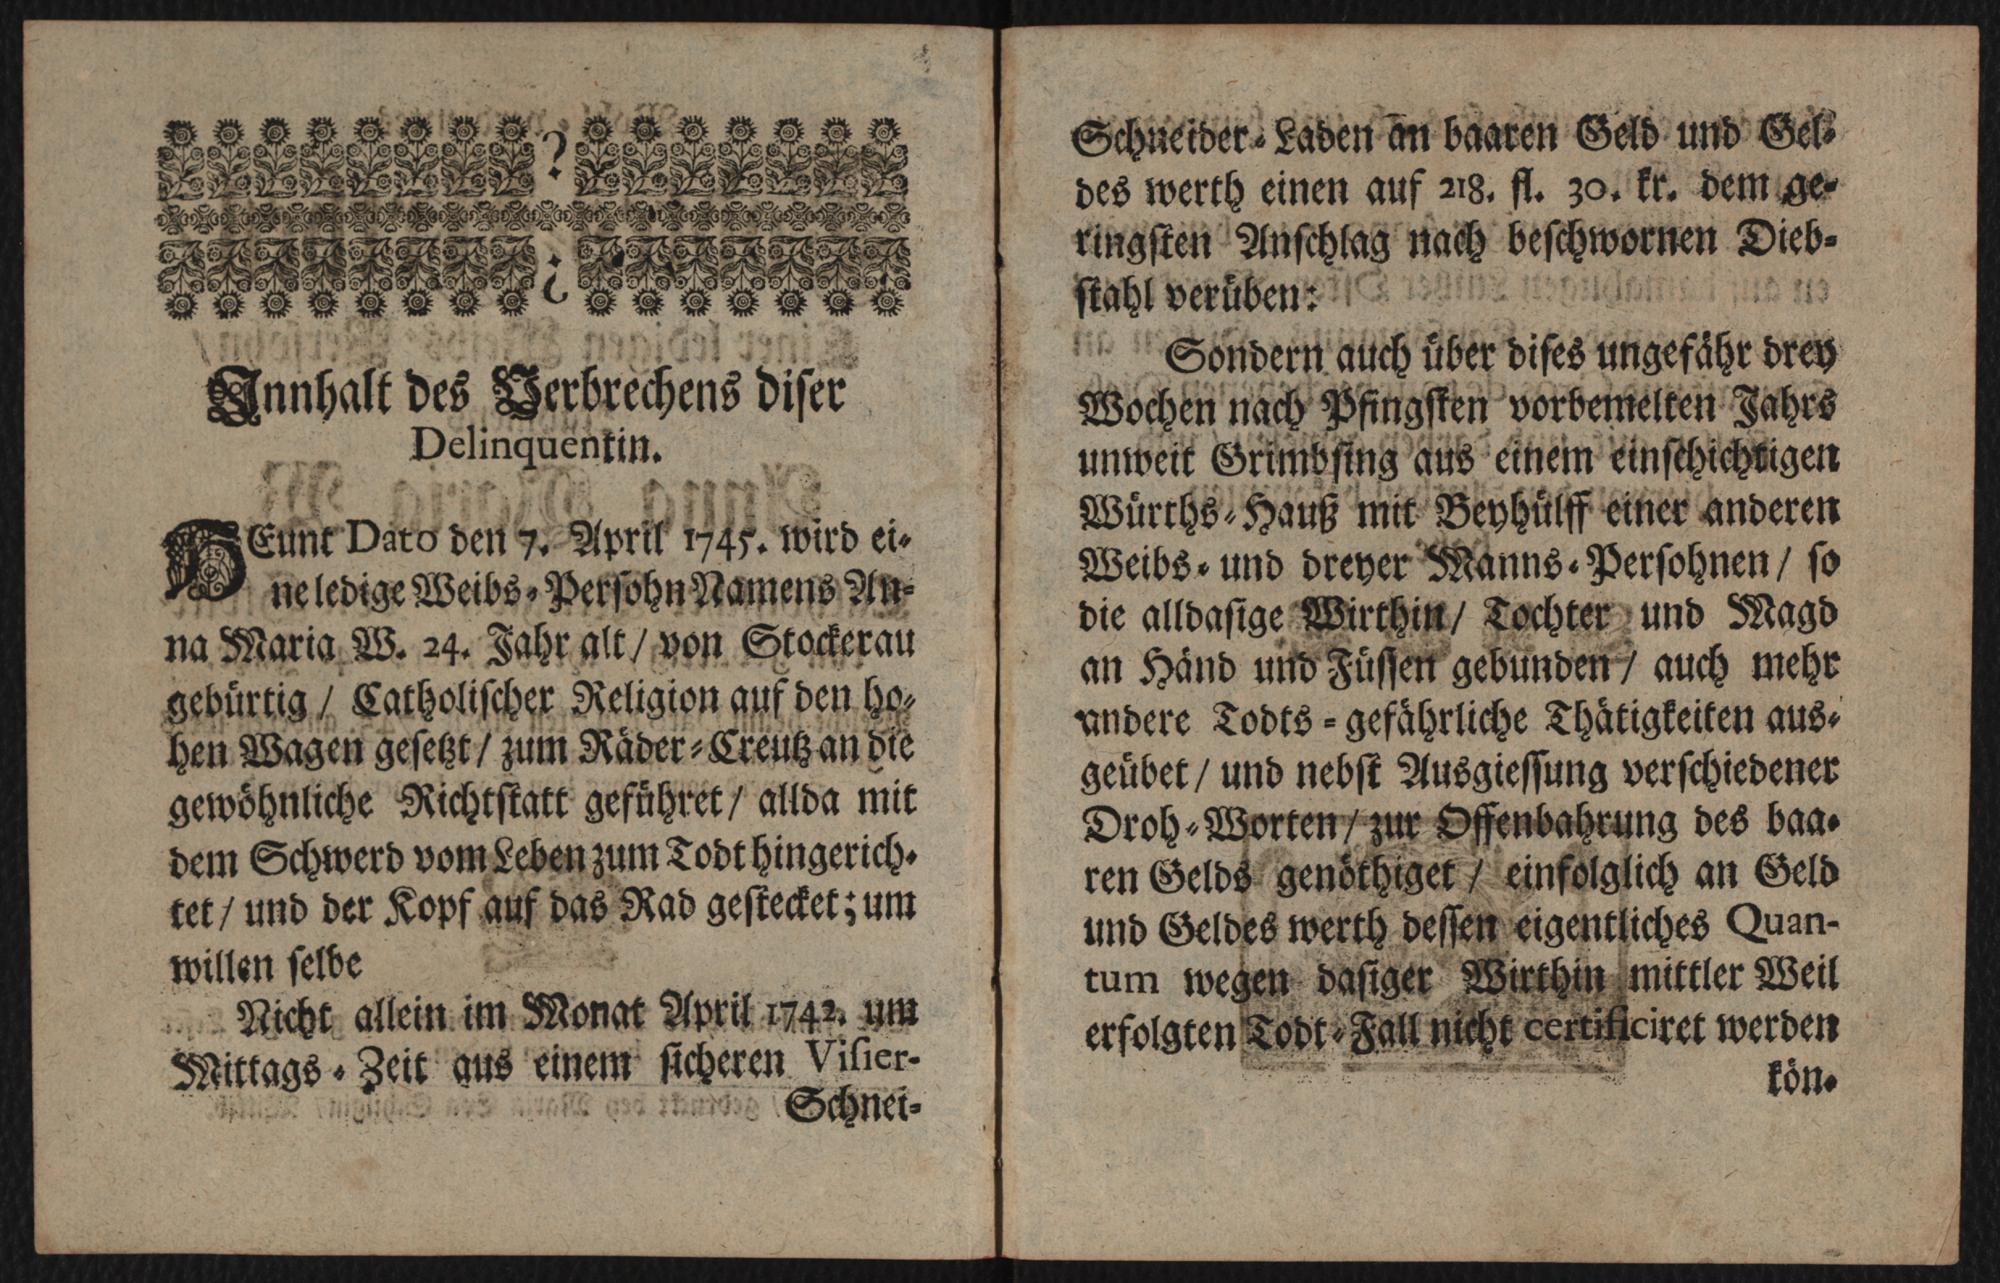 Innhalt des Verbrechens diser
Delinquentin.
HEunt Dato den 7. April 1745. wird ei-
ne ledige Weibs-Persohn Namens An-
na Maria W. 24. Jahr alt / von Stockerau
gebürtig / Catholischer Religion auf den ho-
hen Wagen gesetzt / zum Räder-Creutz an die
gewöhnliche Richtstatt geführet / allda mit
dem Schwerd vom Leben zum Todt hingerich-
tet / und der Kopf auf das Rad gestecket; um
willen selbe
Nicht allein im Monat April 1742. um
Mittags-Zeit aus einem sicheren Visier-
Schnei-
Schneider-Laden an baaren Geld und Gel-
des werth einen auf 218. fl. 30. kr. dem ge-
ringsten Anschlag nach beschwornen Dieb-
stahl verüben:
Sondern auch über dises ungefähr drey
Wochen nach Pfingsten vorbemelten Jahrs
unweit Grimbsing aus einem einschichtigen
Würths-Hauß mit Beyhülff einer anderen
Weibs- und dreyer Manns-Persohnen / so
die alldasige Wirthin / Tochter und Magd
an Händ und Füssen gebunden / auch mehr
andere Todts-gefährliche Thätigkeiten aus-
geübet / und nebst Ausgiessung verschiedener
Droh-Worten / zur Offenbahrung des baa-
ren Gelds genöthiget / einfolglich an Geld
und Geldes werth dessen eigentliches Quan-
tum wegen dasiger Wirthin mittler Weil
erfolgten Todt-Fall nicht certificiret werden
kön-